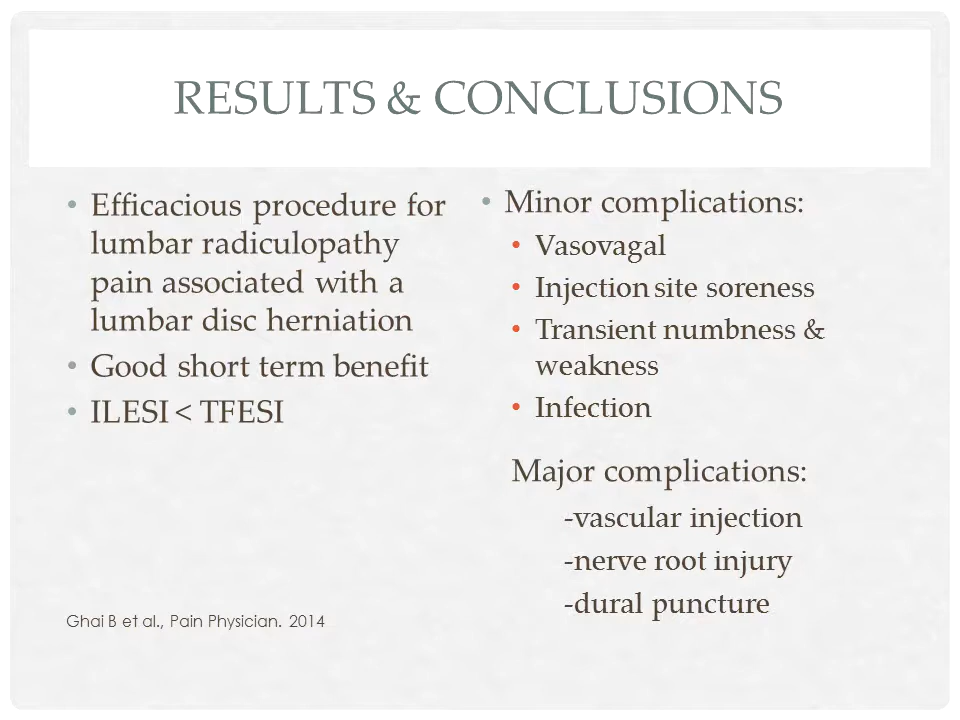 RESULTS & CONCLUSIONS
• Efficacious procedure for
lumbar radiculopathy
pain associated with a
lumbar disc herniation
• Good short term benefit
• ILESI < TFESI
Ghai B et al., Pain Physician. 2014
• Minor complications:
• Vasovagal
• Injection site soreness
• Transient numbness &
weakness
• Infection
Major complications:
-vascular injection
-nerve root injury
-dural puncture